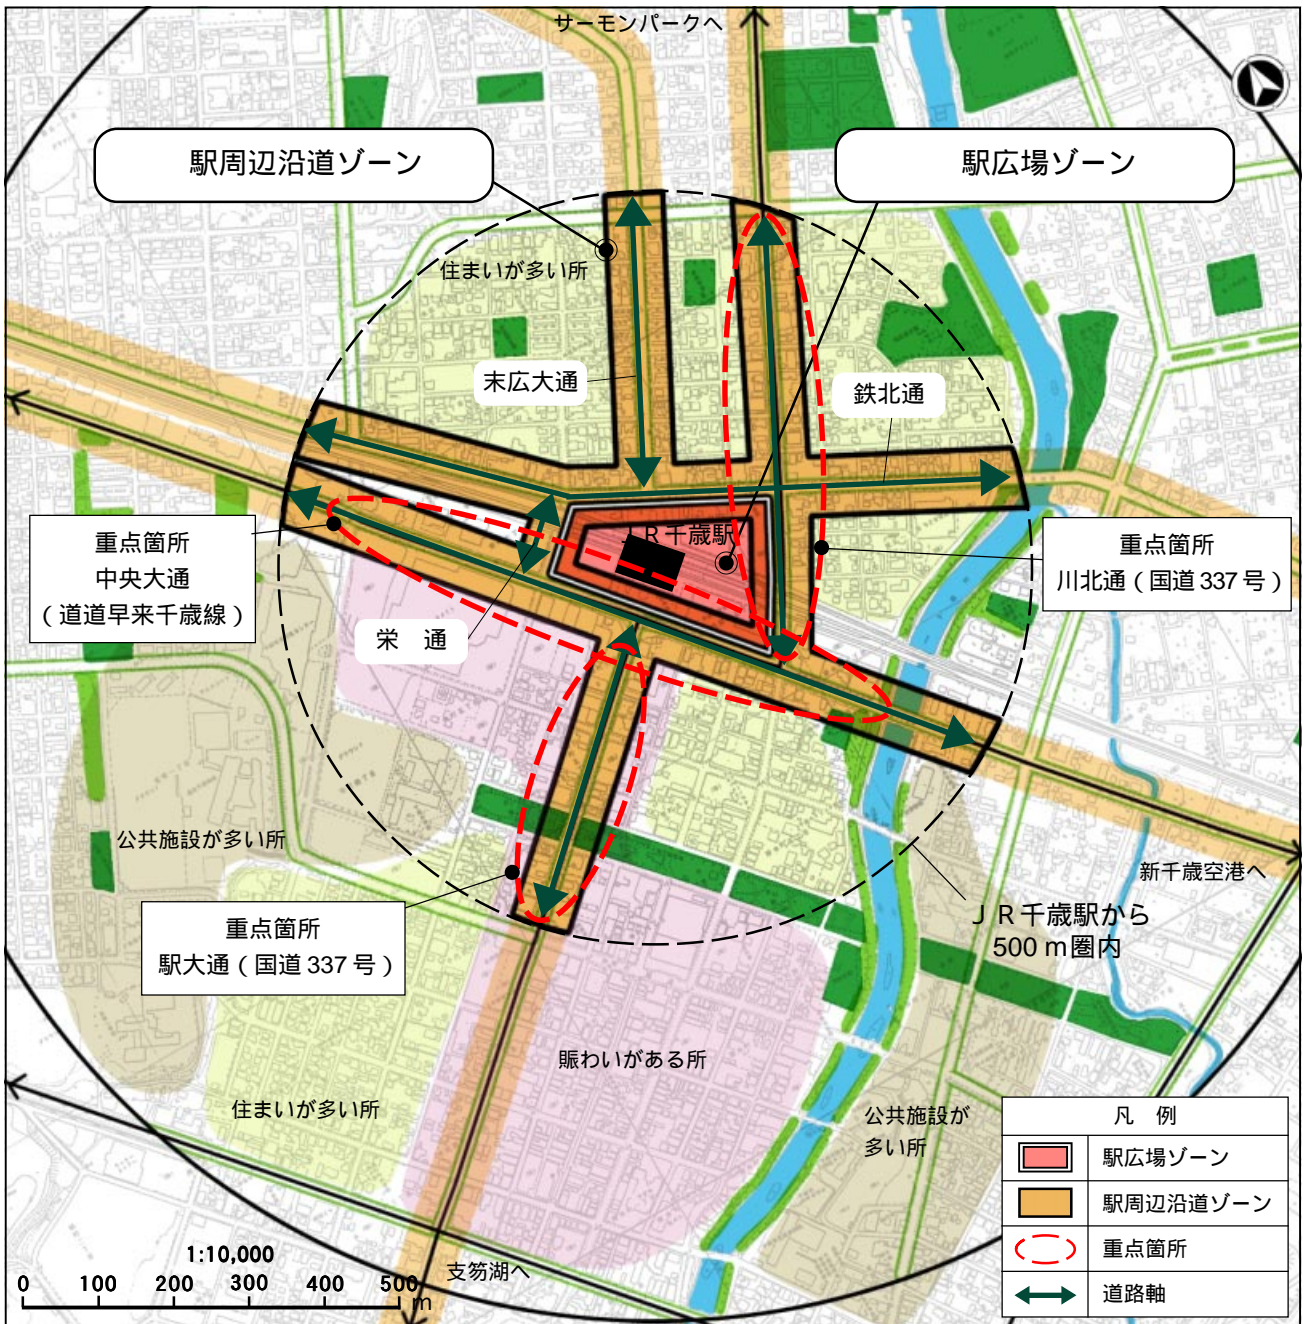 サーモンパークへ
駅周辺沿道ゾーン
駅広場ゾーン
住まいが多い所
末広大通
鉄北通
JR千歳駅
重点箇所
中央大通
(道道早来千歳線)
重点箇所
川北通(国道337号)
栄 通
公共施設が多い所
新千歳空港へ
重点箇所
駅大通(国道337号)
JR千歳駅から
500m圏内
賑わいがある所
住まいが多い所
公共施設が
多い所
凡 例
駅広場ゾーン
駅周辺沿道ゾーン
重点箇所
道路軸
1:10,000
0 100 200 300 400 500
m
支笏湖へ